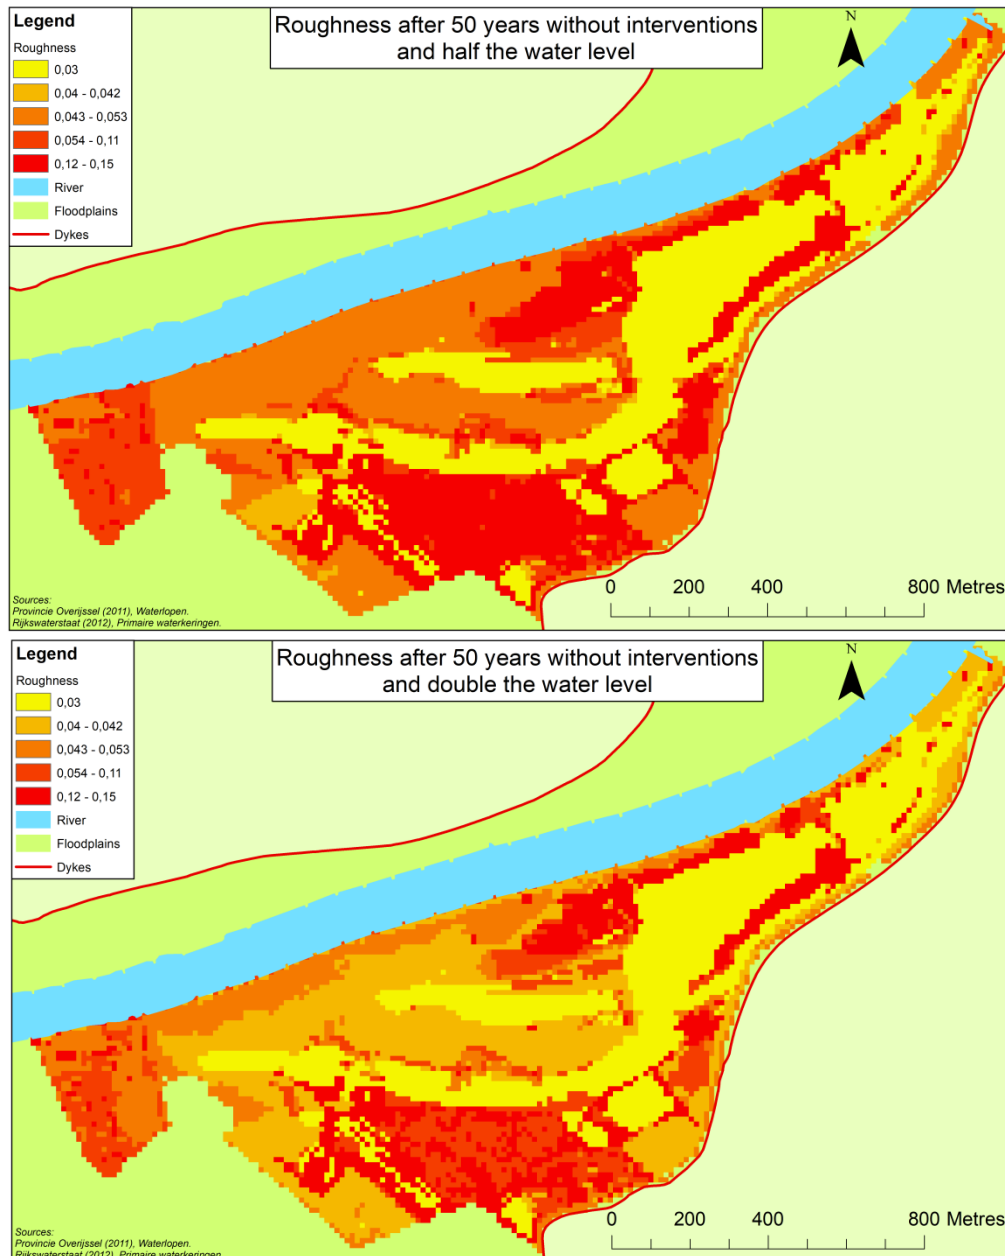 Legend
Roughness
0,03
0,04 - 0,042
0,043 - 0,053
0,054 - 0,11
0,12 - 0,15
River
Floodplains
Dykes
Roughness after 50 years without interventions
and half the water level
N
0 200 400 800 Metres
Sources:
Provincie Overijssel (2011), Waterlopen.
Rijkswaterstaat (2012), Primaire waterkeringen.
Legend
Roughness
0,03
0,04 - 0,042
0,043 - 0,053
0,054 - 0,11
0,12 - 0,15
River
Floodplains
Dykes
Roughness after 50 years without interventions
and double the water level
N
0 200 400 800 Metres
Sources:
Provincie Overijssel (2011), Waterlopen.
Rijkswaterstaat (2012), Primaire waterkeringen.